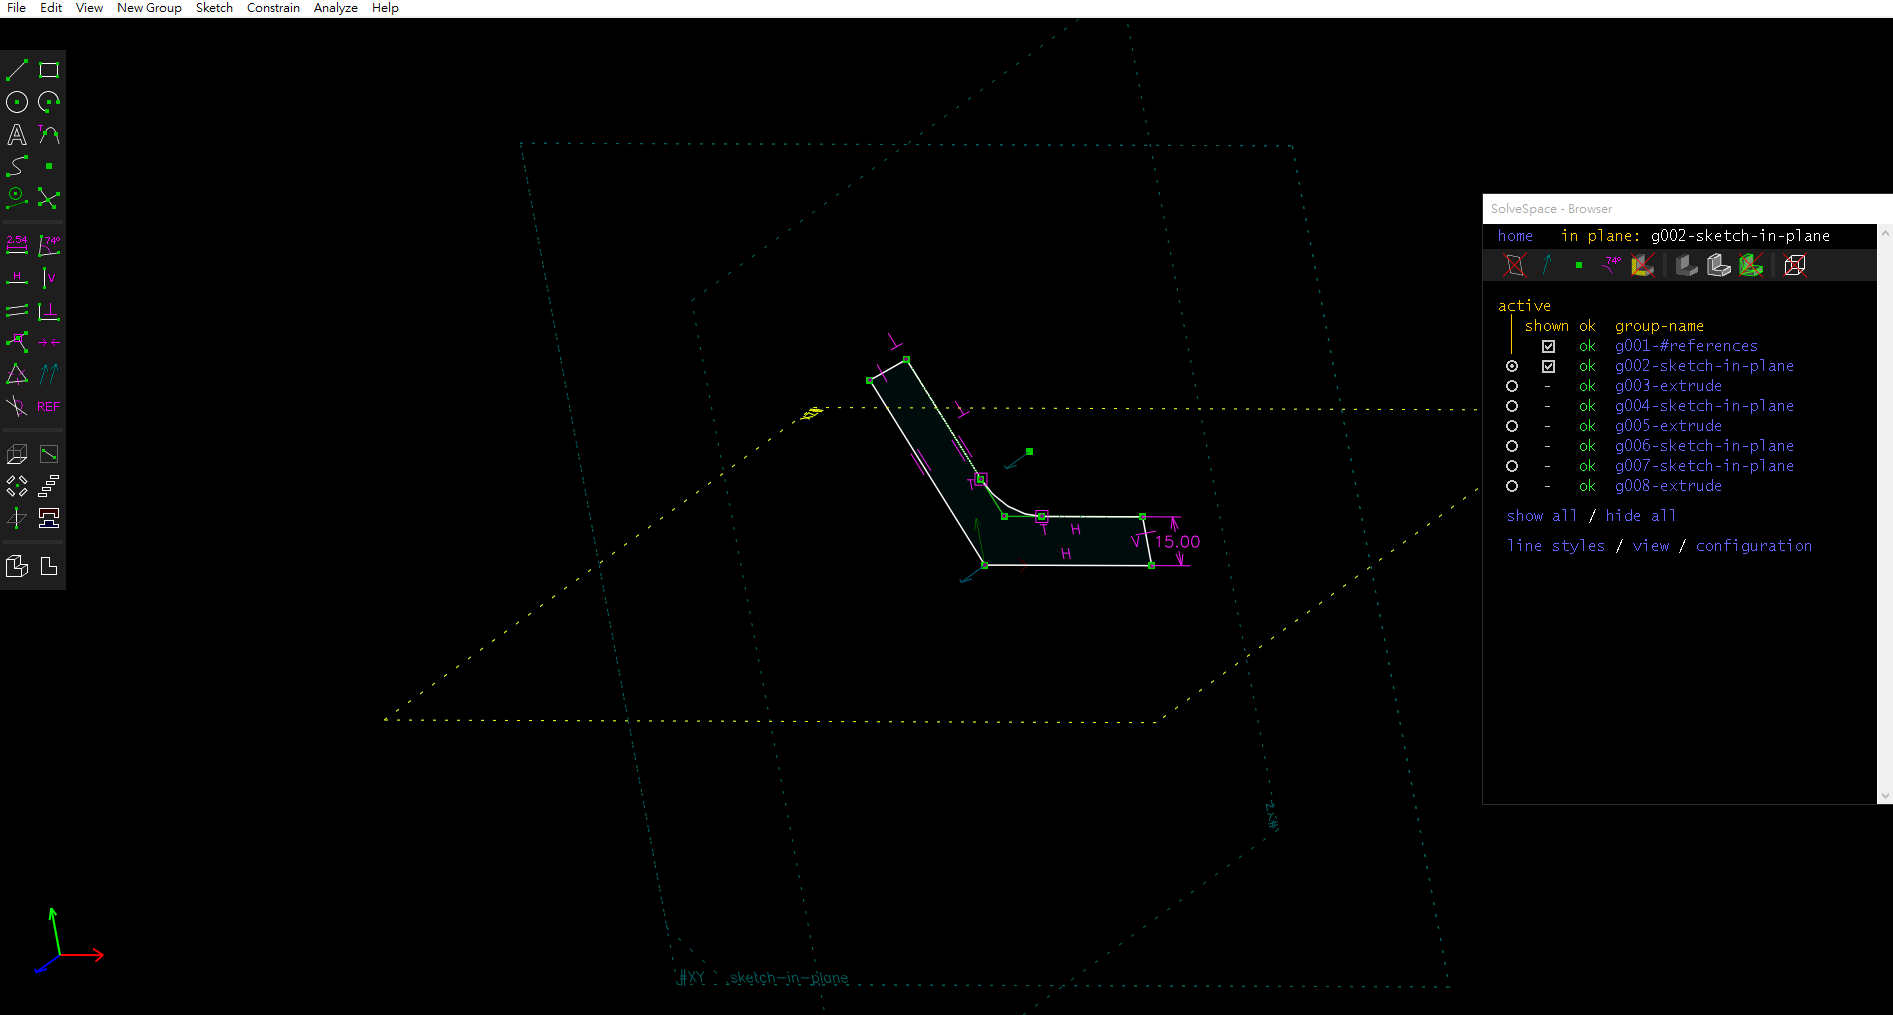 File Edit View New Group Sketch Constrain Analyze Help
2.54 74°
H V
REF
T
T H
H
V 15.00
#XY sketch-in-plane
SolveSpace - Browser
home in plane: g002-sketch-in-plane
74°
active
shown ok group-name
ok g001-#references
ok g002-sketch-in-plane
- ok g003-extrude
- ok g004-sketch-in-plane
- ok g005-extrude
- ok g006-sketch-in-plane
- ok g007-sketch-in-plane
- ok g008-extrude
show all / hide all
line styles / view / configuration